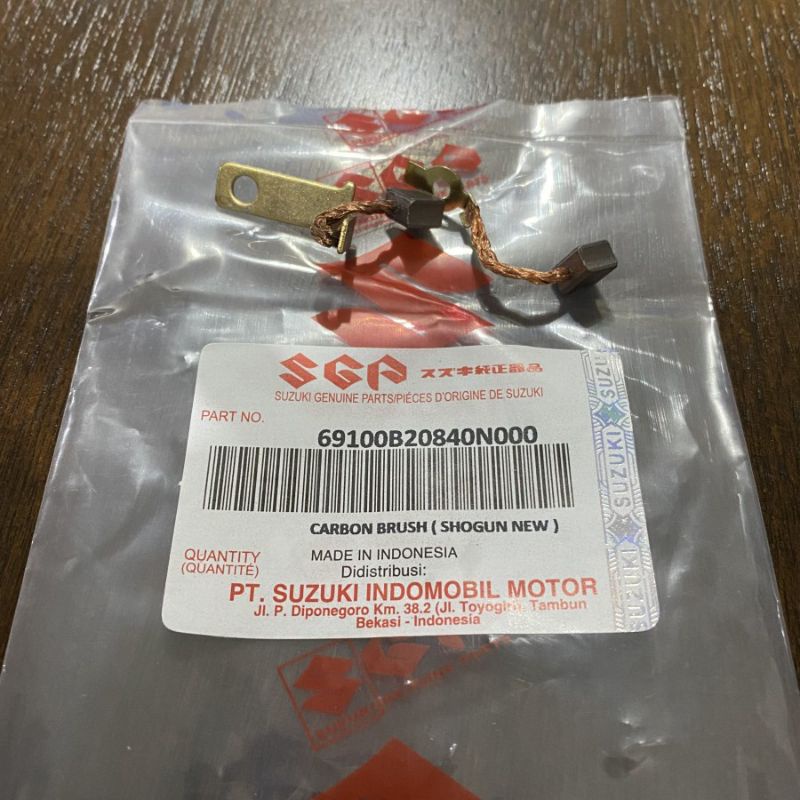 SGP スズキ純正部品
SUZUKI GENUINE PARTS/PIÈCES D'ORIGINE DE SUZUKI
PART NO.
69100B20840N000
CARBON BRUSH ( SHOGUN NEW )
QUANTITY
(QUANTITÉ)
MADE IN INDONESIA
Didistribusi:
PT. SUZUKI INDOMOBIL MOTOR
Jl. P. Diponegoro Km. 38.2 (Jl. Toyogiri), Tambun
Bekasi - Indonesia
SUZUKI
SUZUKI
SUZUKI